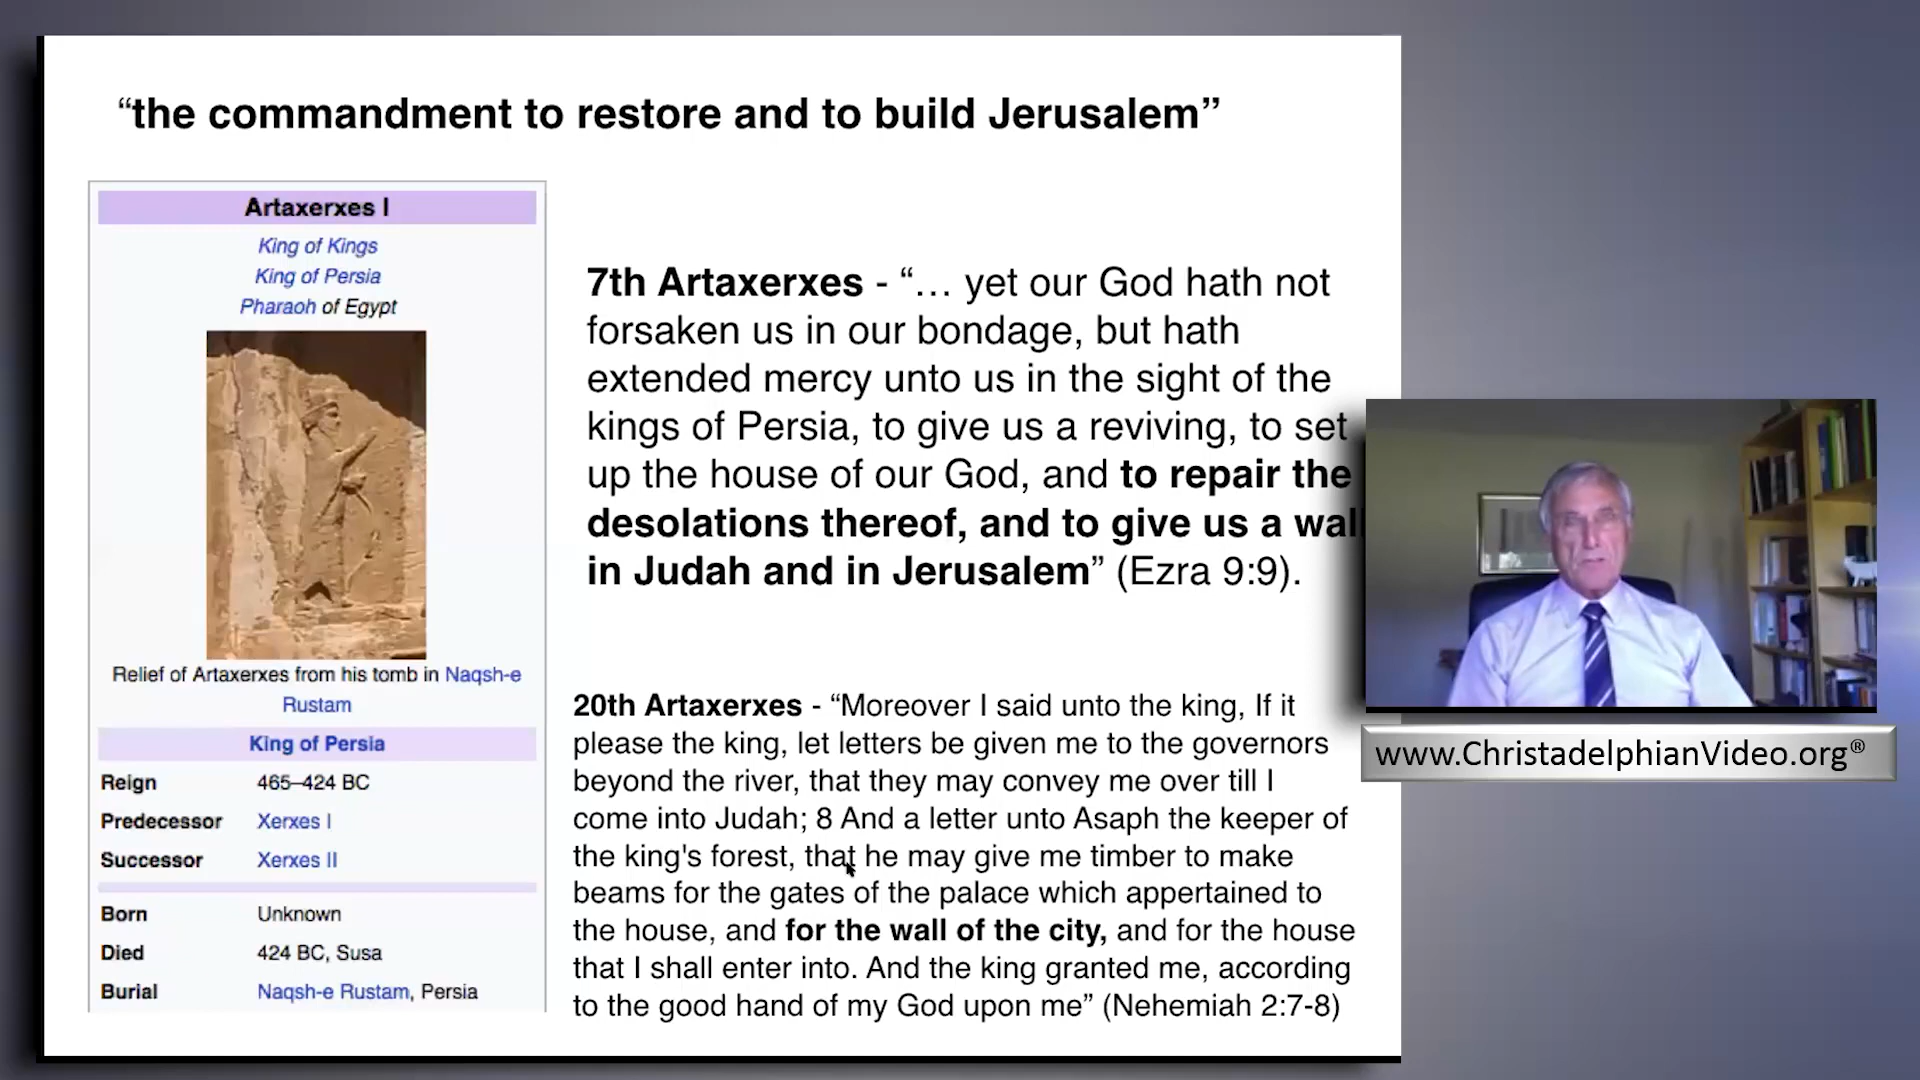 “the commandment to restore and to build Jerusalem”
Artaxerxes I
King of Kings
King of Persia
Pharaoh of Egypt
Relief of Artaxerxes from his tomb in Naqsh-e
Rustam
King of Persia
Reign 465–424 BC
Predecessor Xerxes I
Successor Xerxes II
Born Unknown
Died 424 BC, Susa
Burial Naqsh-e Rustam, Persia
7th Artaxerxes - “… yet our God hath not
forsaken us in our bondage, but hath
extended mercy unto us in the sight of the
kings of Persia, to give us a reviving, to set
up the house of our God, and to repair the
desolations thereof, and to give us a wall
in Judah and in Jerusalem” (Ezra 9:9).
20th Artaxerxes - “Moreover I said unto the king, If it
please the king, let letters be given me to the governors
beyond the river, that they may convey me over till I
come into Judah; 8 And a letter unto Asaph the keeper of
the king's forest, that he may give me timber to make
beams for the gates of the palace which appertained to
the house, and for the wall of the city, and for the house
that I shall enter into. And the king granted me, according
to the good hand of my God upon me” (Nehemiah 2:7-8)
www.ChristadelphianVideo.org®